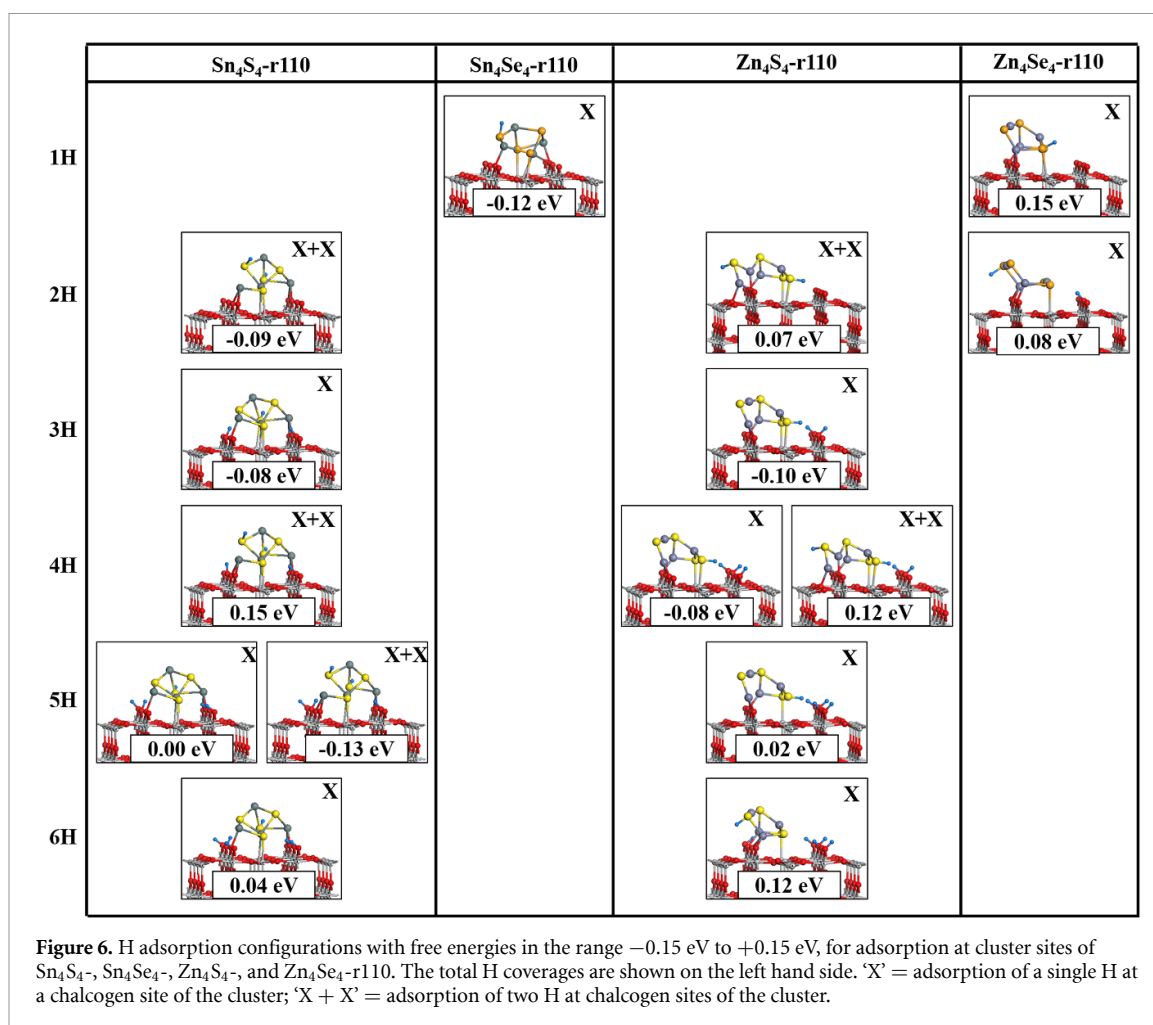 Sn₄S₄-r110 Sn₄Se₄-r110 Zn₄S₄-r110 Zn₄Se₄-r110
1H
X
-0.12 eV
X
0.15 eV
2H
X+X
-0.09 eV
X+X
0.07 eV
X
0.08 eV
3H
X
-0.08 eV
X
-0.10 eV
4H
X+X
0.15 eV
X
-0.08 eV
X+X
0.12 eV
5H
X
0.00 eV
X+X
-0.13 eV
X
0.02 eV
6H
X
0.04 eV
X
0.12 eV
Figure 6. H adsorption configurations with free energies in the range −0.15 eV to +0.15 eV, for adsorption at cluster sites of
Sn₄S₄-, Sn₄Se₄-, Zn₄S₄-, and Zn₄Se₄-r110. The total H coverages are shown on the left hand side. ‘X’ = adsorption of a single H at
a chalcogen site of the cluster; ‘X + X’ = adsorption of two H at chalcogen sites of the cluster.